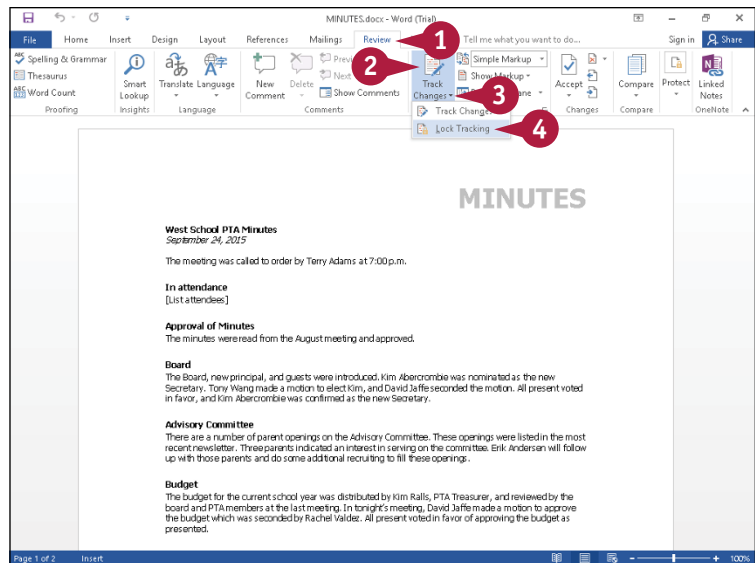 MINUTES.docx - Word (Trial)
File Home Insert Design Layout References Mailings Review Tell me what you want to do... Sign in Share
1
2
3
4
ABC Spelling & Grammar
Thesaurus
ABC 123 Word Count
Proofing
Smart Lookup
Insights
Translate Language
Language
New Comment
Delete
Next
Show Comments
Comments
Track Changes
Simple Markup
Show Markup
Accept
Changes
Compare
Compare
Protect
Linked Notes
OneNote
Track Changes
Lock Tracking
MINUTES
West School PTA Minutes
September 24, 2015
The meeting was called to order by Terry Adams at 7:00 p.m.
In attendance
[List attendees]
Approval of Minutes
The minutes were read from the August meeting and approved.
Board
The Board, new principal, and guests were introduced. Kim Abercrombie was nominated as the new
Secretary. Tony Wang made a motion to elect Kim, and David Jaffe seconded the motion. All present voted
in favor, and Kim Abercrombie was confirmed as the new Secretary.
Advisory Committee
There are a number of parent openings on the Advisory Committee. These openings were listed in the most
recent newsletter. Three parents indicated an interest in serving on the committee. Erik Andersen will follow
up with those parents and do some additional recruiting to fill these openings.
Budget
The budget for the current school year was distributed by Kim Ralls, PTA Treasurer, and reviewed by the
board and PTA members at the last meeting. In tonight's meeting, David Jaffe made a motion to approve
the budget which was seconded by Rachel Valdez. All present voted in favor of approving the budget as
presented.
Page 1 of 2 Insert 100%